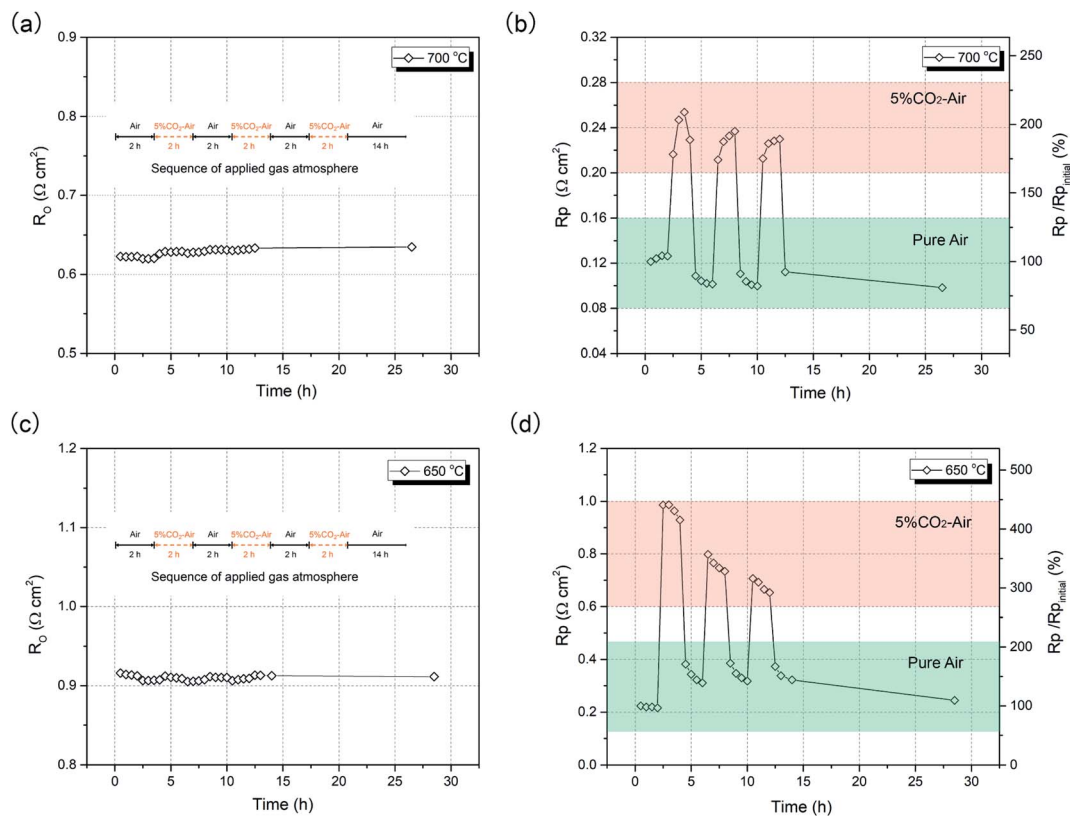 (a)
0.9
0.8
0.7
0.6
0.5
R_O (Ω cm²)
700 °C
Air 5%CO₂-Air Air 5%CO₂-Air Air 5%CO₂-Air Air
2 h 2 h 2 h 2 h 2 h 2 h 14 h
Sequence of applied gas atmosphere
0 5 10 15 20 25 30
Time (h)
(b)
0.32
0.28
0.24
0.20
0.16
0.12
0.08
0.04
Rp (Ω cm²)
700 °C
5%CO₂-Air
Pure Air
250
200
150
100
50
Rp /Rp_initial (%)
0 5 10 15 20 25 30
Time (h)
(c)
1.2
1.1
1.0
0.9
0.8
R_O (Ω cm²)
650 °C
Air 5%CO₂-Air Air 5%CO₂-Air Air 5%CO₂-Air Air
2 h 2 h 2 h 2 h 2 h 2 h 14 h
Sequence of applied gas atmosphere
0 5 10 15 20 25 30
Time (h)
(d)
1.2
1.0
0.8
0.6
0.4
0.2
0.0
Rp (Ω cm²)
650 °C
5%CO₂-Air
Pure Air
500
400
300
200
100
0
Rp /Rp_initial (%)
0 5 10 15 20 25 30
Time (h)